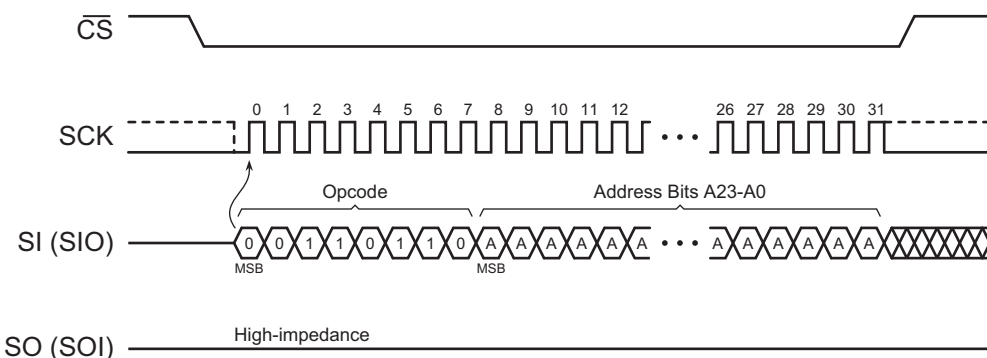 CS
0 1 2 3 4 5 6 7 8 9 10 11 12 26 27 28 29 30 31
SCK
Opcode Address Bits A23-A0
SI (SIO) 0 0 1 1 0 1 1 0 A A A A A A A A A A A A
MSB MSB
High-impedance
SO (SOI)